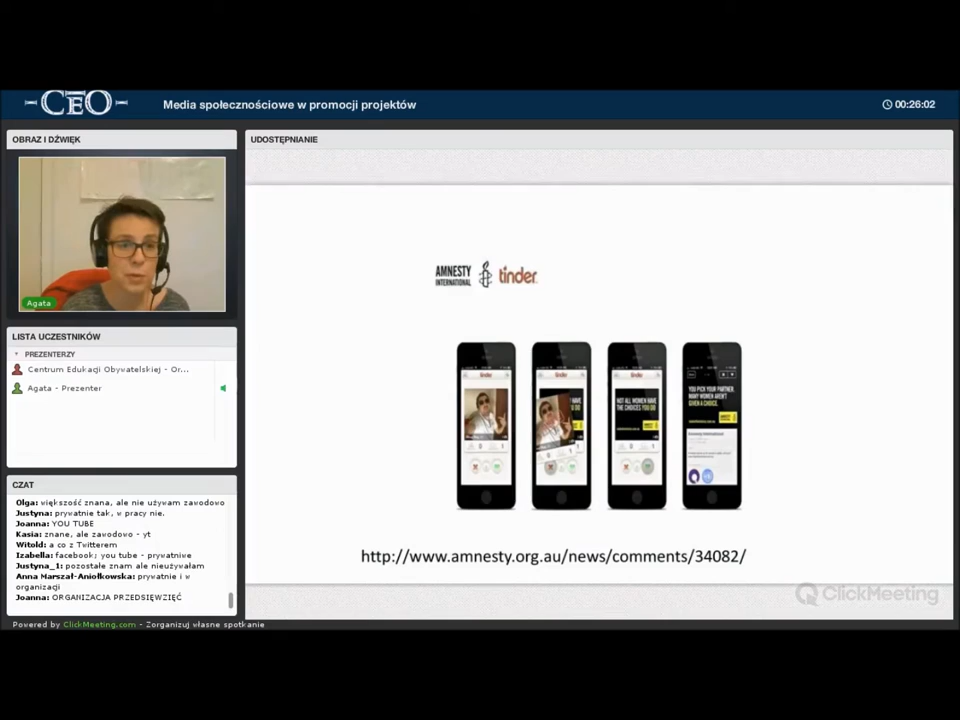 CEO
Media społecznościowe w promocji projektów
00:26:02
OBRAZ I DŹWIĘK
Agata
LISTA UCZESTNIKÓW
PREZENTERZY
Centrum Edukacji Obywatelskiej - Or...
Agata - Prezenter
CZAT
Olga: większość znana, ale nie używam zawodowo
Justyna: prywatnie tak, w pracy nie.
Joanna: YOU TUBE
Kasia: znane, ale zawodowo - yt
Witold: a co z Twitterem
Izabella: facebook; you tube - prywatniwe
Justyna_1: pozostałe znam ale nieużywałam
Anna Marszał-Aniołkowska: prywatnie i w
organizacji
Joanna: ORGANIZACJA PRZEDSIĘWZIĘĆ
UDOSTĘPNIANIE
AMNESTY
INTERNATIONAL
tinder
tinder
tinder
tinder
NOT ALL WOMEN HAVE
THE CHOICES YOU DO
YOU PICK YOUR PARTNER.
MANY WOMEN AREN'T
GIVEN A CHOICE.
http://www.amnesty.org.au/news/comments/34082/
ClickMeeting
Powered by ClickMeeting.com - Zorganizuj własne spotkanie